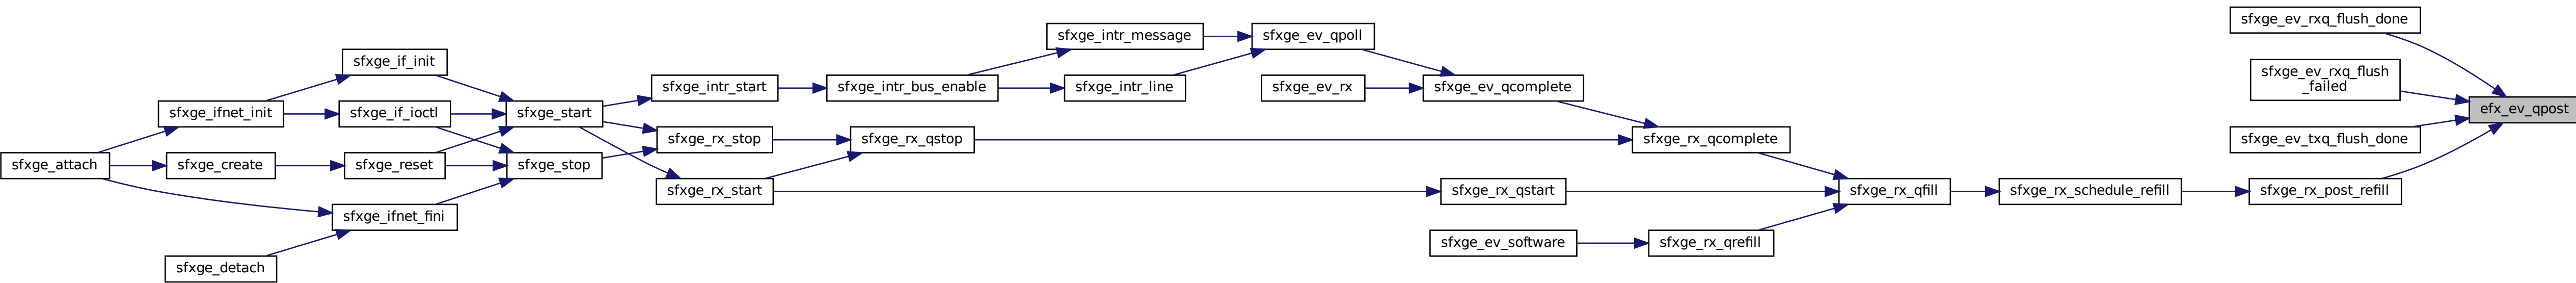 sfxge_attach
sfxge_ifnet_init
sfxge_create
sfxge_detach
sfxge_if_init
sfxge_if_ioctl
sfxge_reset
sfxge_ifnet_fini
sfxge_start
sfxge_stop
sfxge_intr_start
sfxge_rx_stop
sfxge_rx_start
sfxge_intr_bus_enable
sfxge_rx_qstop
sfxge_intr_message
sfxge_intr_line
sfxge_ev_qpoll
sfxge_ev_rx
sfxge_ev_qcomplete
sfxge_rx_qstart
sfxge_ev_software
sfxge_rx_qcomplete
sfxge_rx_qrefill
sfxge_rx_qfill
sfxge_rx_schedule_refill
sfxge_ev_rxq_flush_done
sfxge_ev_rxq_flush
_failed
sfxge_ev_txq_flush_done
sfxge_rx_post_refill
efx_ev_qpost